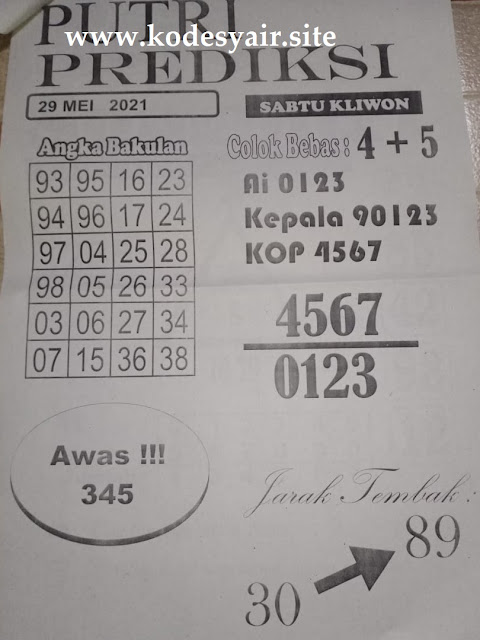 PUTRI
www.kodesyair.site
PREDIKSI
29 MEI 2021
SABTU KLIWON
Angka Bakulan
93 95 16 23
94 96 17 24
97 04 25 28
98 05 26 33
03 06 27 34
07 15 36 38
Colok Bebas : 4 + 5
Ai 0123
Kepala 90123
KOP 4567
4567
0123
Awas !!!
345
Jarak Tembak :
89
30